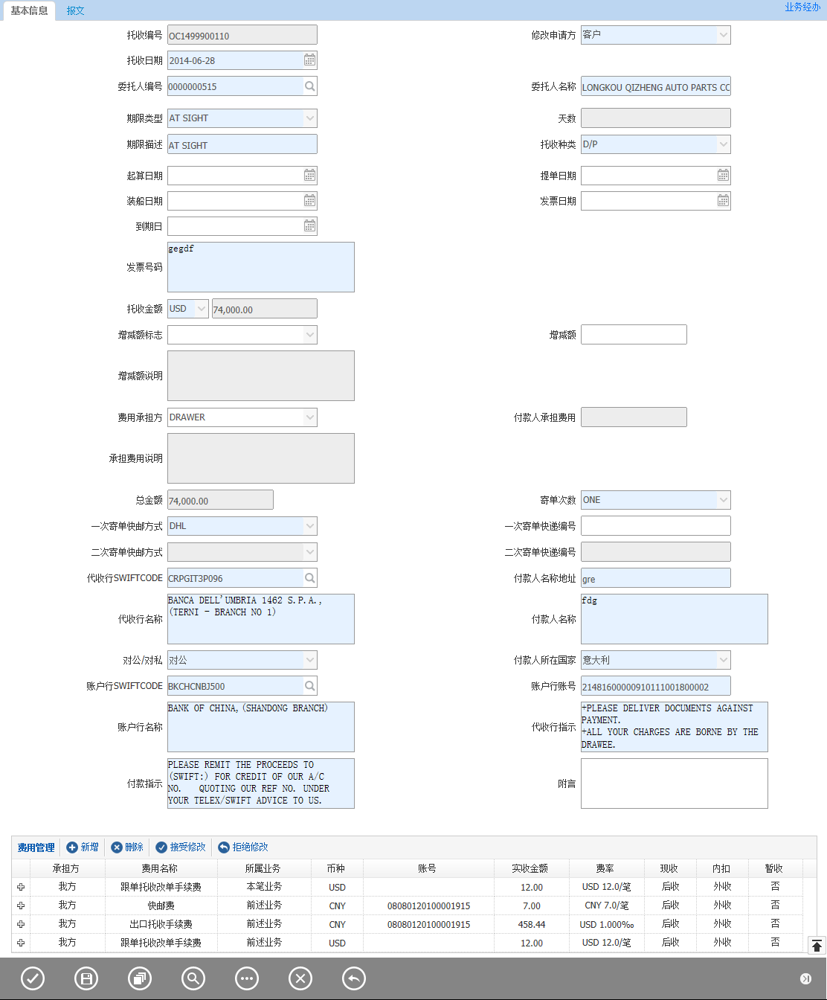 基本信息 报文 业务经办
托收编号 OC1499900110 修改申请方 客户
托收日期 2014-06-28
委托人编号 0000000515 委托人名称 LONGKOU QIZHENG AUTO PARTS CC
期限类型 AT SIGHT 天数
期限描述 AT SIGHT 托收种类 D/P
起算日期 提单日期
装船日期 发票日期
到期日
发票号码 gegdf
托收金额 USD 74,000.00
增减额标志 增减额
增减额说明
费用承担方 DRAWER 付款人承担费用
承担费用说明
总金额 74,000.00 寄单次数 ONE
一次寄单快邮方式 DHL 一次寄单快递编号
二次寄单快邮方式 二次寄单快递编号
代收行SWIFTCODE CRPGIT3P096 付款人名称地址 gre
代收行名称 BANCA DELL'UMBRIA 1462 S.P.A.,
(TERNI - BRANCH NO 1)
付款人名称 fdg
对公/对私 对公 付款人所在国家 意大利
账户行SWIFTCODE BKCHCNBJ500 账户行账号 21481600000910111001800002
账户行名称 BANK OF CHINA,(SHANDONG BRANCH)
代收行指示 +PLEASE DELIVER DOCUMENTS AGAINST
PAYMENT.
+ALL YOUR CHARGES ARE BORNE BY THE
DRAWEE.
付款指示 PLEASE REMIT THE PROCEEDS TO
(SWIFT:) FOR CREDIT OF OUR A/C
NO. QUOTING OUR REF NO. UNDER
YOUR TELEX/SWIFT ADVICE TO US.
附言
费用管理 新增 删除 接受修改 拒绝修改
承担方 费用名称 所属业务 币种 账号 实收金额 费率 现收 内扣 暂收
我方 跟单托收改单手续费 本笔业务 USD 12.00 USD 12.0/笔 后收 外收 否
我方 快邮费 前述业务 CNY 08080120100001915 7.00 CNY 7.0/笔 后收 外收 否
我方 出口托收手续费 前述业务 CNY 08080120100001915 458.44 USD 1.000‰ 后收 外收 否
我方 跟单托收改单手续费 前述业务 USD 12.00 USD 12.0/笔 后收 外收 否